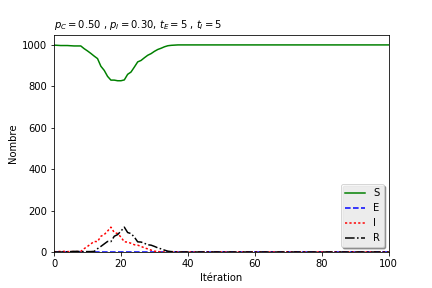 p_C = 0.50 , p_I = 0.30, t_E = 5 , t_I = 5
1000
800
600
400
200
0
Nombre
S
E
I
R
0 20 40 60 80 100
Itération